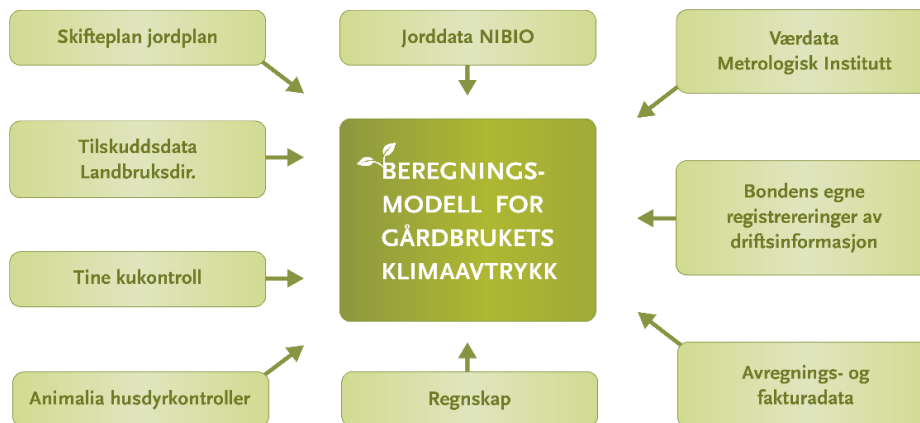 Skifteplan jordplan
Jorddata NIBIO
Værdata
Metrologisk Institutt
Tilskuddsdata
Landbruksdir.
BEREGNINGS-
MODELL FOR
GÅRDBRUKETS
KLIMAAVTRYKK
Bondens egne
registrereringer av
driftsinformasjon
Tine kukontroll
Animalia husdyrkontroller
Regnskap
Avregnings- og
fakturadata